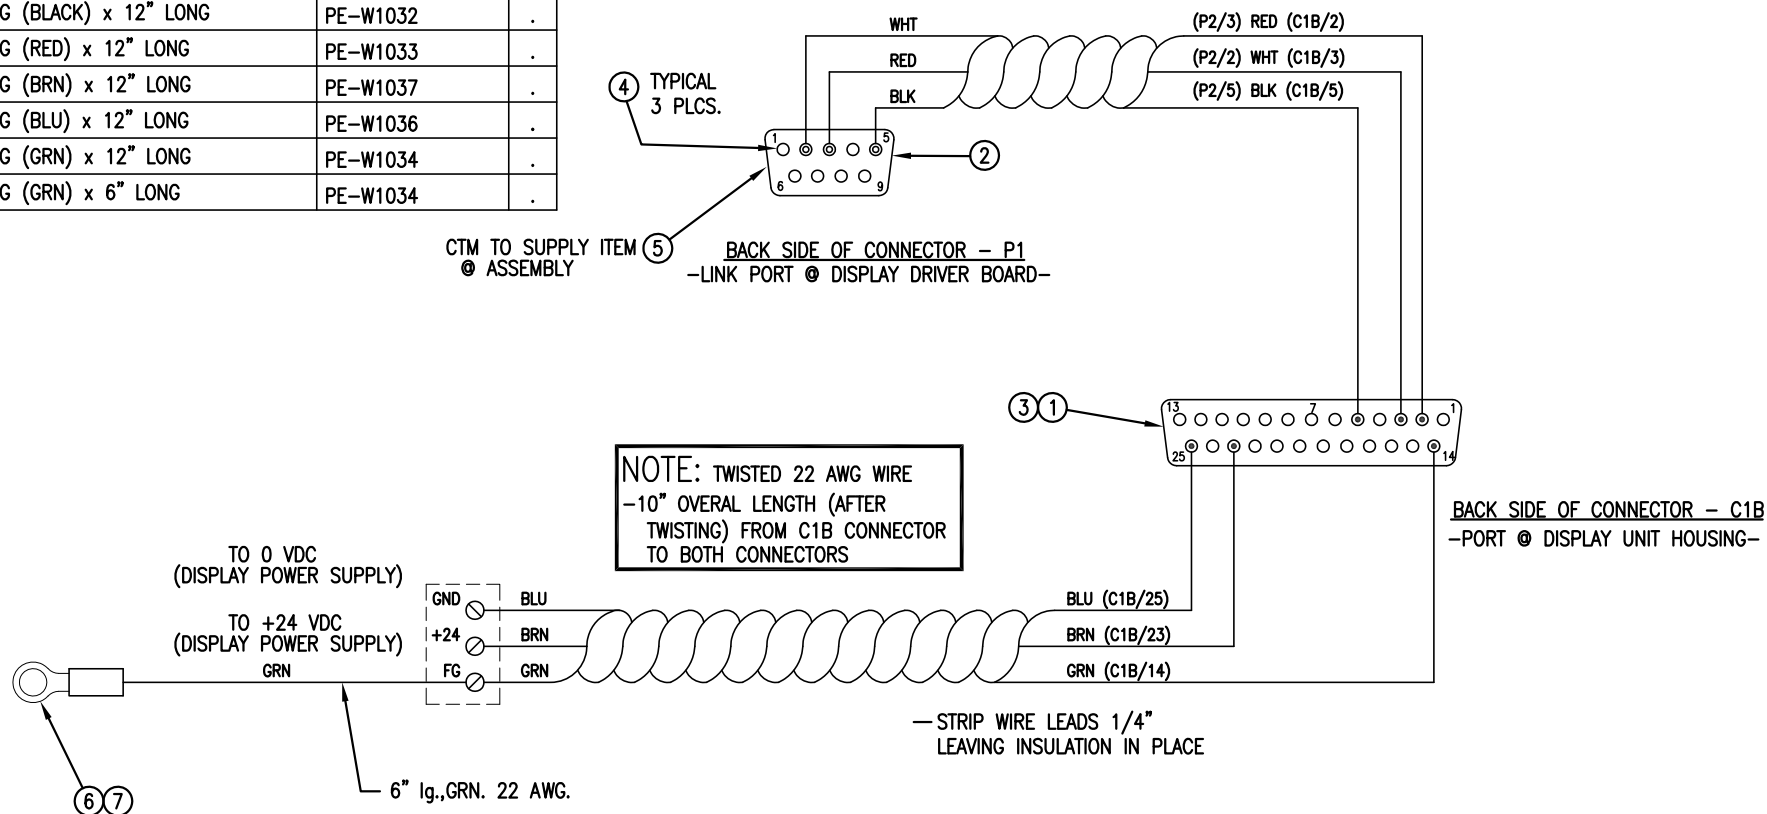 G (BLACK) x 12" LONG PE-W1032 .
G (RED) x 12" LONG PE-W1033 .
G (BRN) x 12" LONG PE-W1037 .
G (BLU) x 12" LONG PE-W1036 .
G (GRN) x 12" LONG PE-W1034 .
G (GRN) x 6" LONG PE-W1034 .
WHT
RED
BLK
(P2/3) RED (C1B/2)
(P2/2) WHT (C1B/3)
(P2/5) BLK (C1B/5)
4 TYPICAL
3 PLCS.
1 5
6 9
2
CTM TO SUPPLY ITEM 5
@ ASSEMBLY
BACK SIDE OF CONNECTOR - P1
-LINK PORT @ DISPLAY DRIVER BOARD-
3 1
13 7 1
25 14
BACK SIDE OF CONNECTOR - C1B
-PORT @ DISPLAY UNIT HOUSING-
NOTE: TWISTED 22 AWG WIRE
-10" OVERAL LENGTH (AFTER
TWISTING) FROM C1B CONNECTOR
TO BOTH CONNECTORS
TO 0 VDC
(DISPLAY POWER SUPPLY)
TO +24 VDC
(DISPLAY POWER SUPPLY)
GRN
GND BLU
+24 BRN
FG GRN
BLU (C1B/25)
BRN (C1B/23)
GRN (C1B/14)
- STRIP WIRE LEADS 1/4"
LEAVING INSULATION IN PLACE
6" lg.,GRN. 22 AWG.
6 7